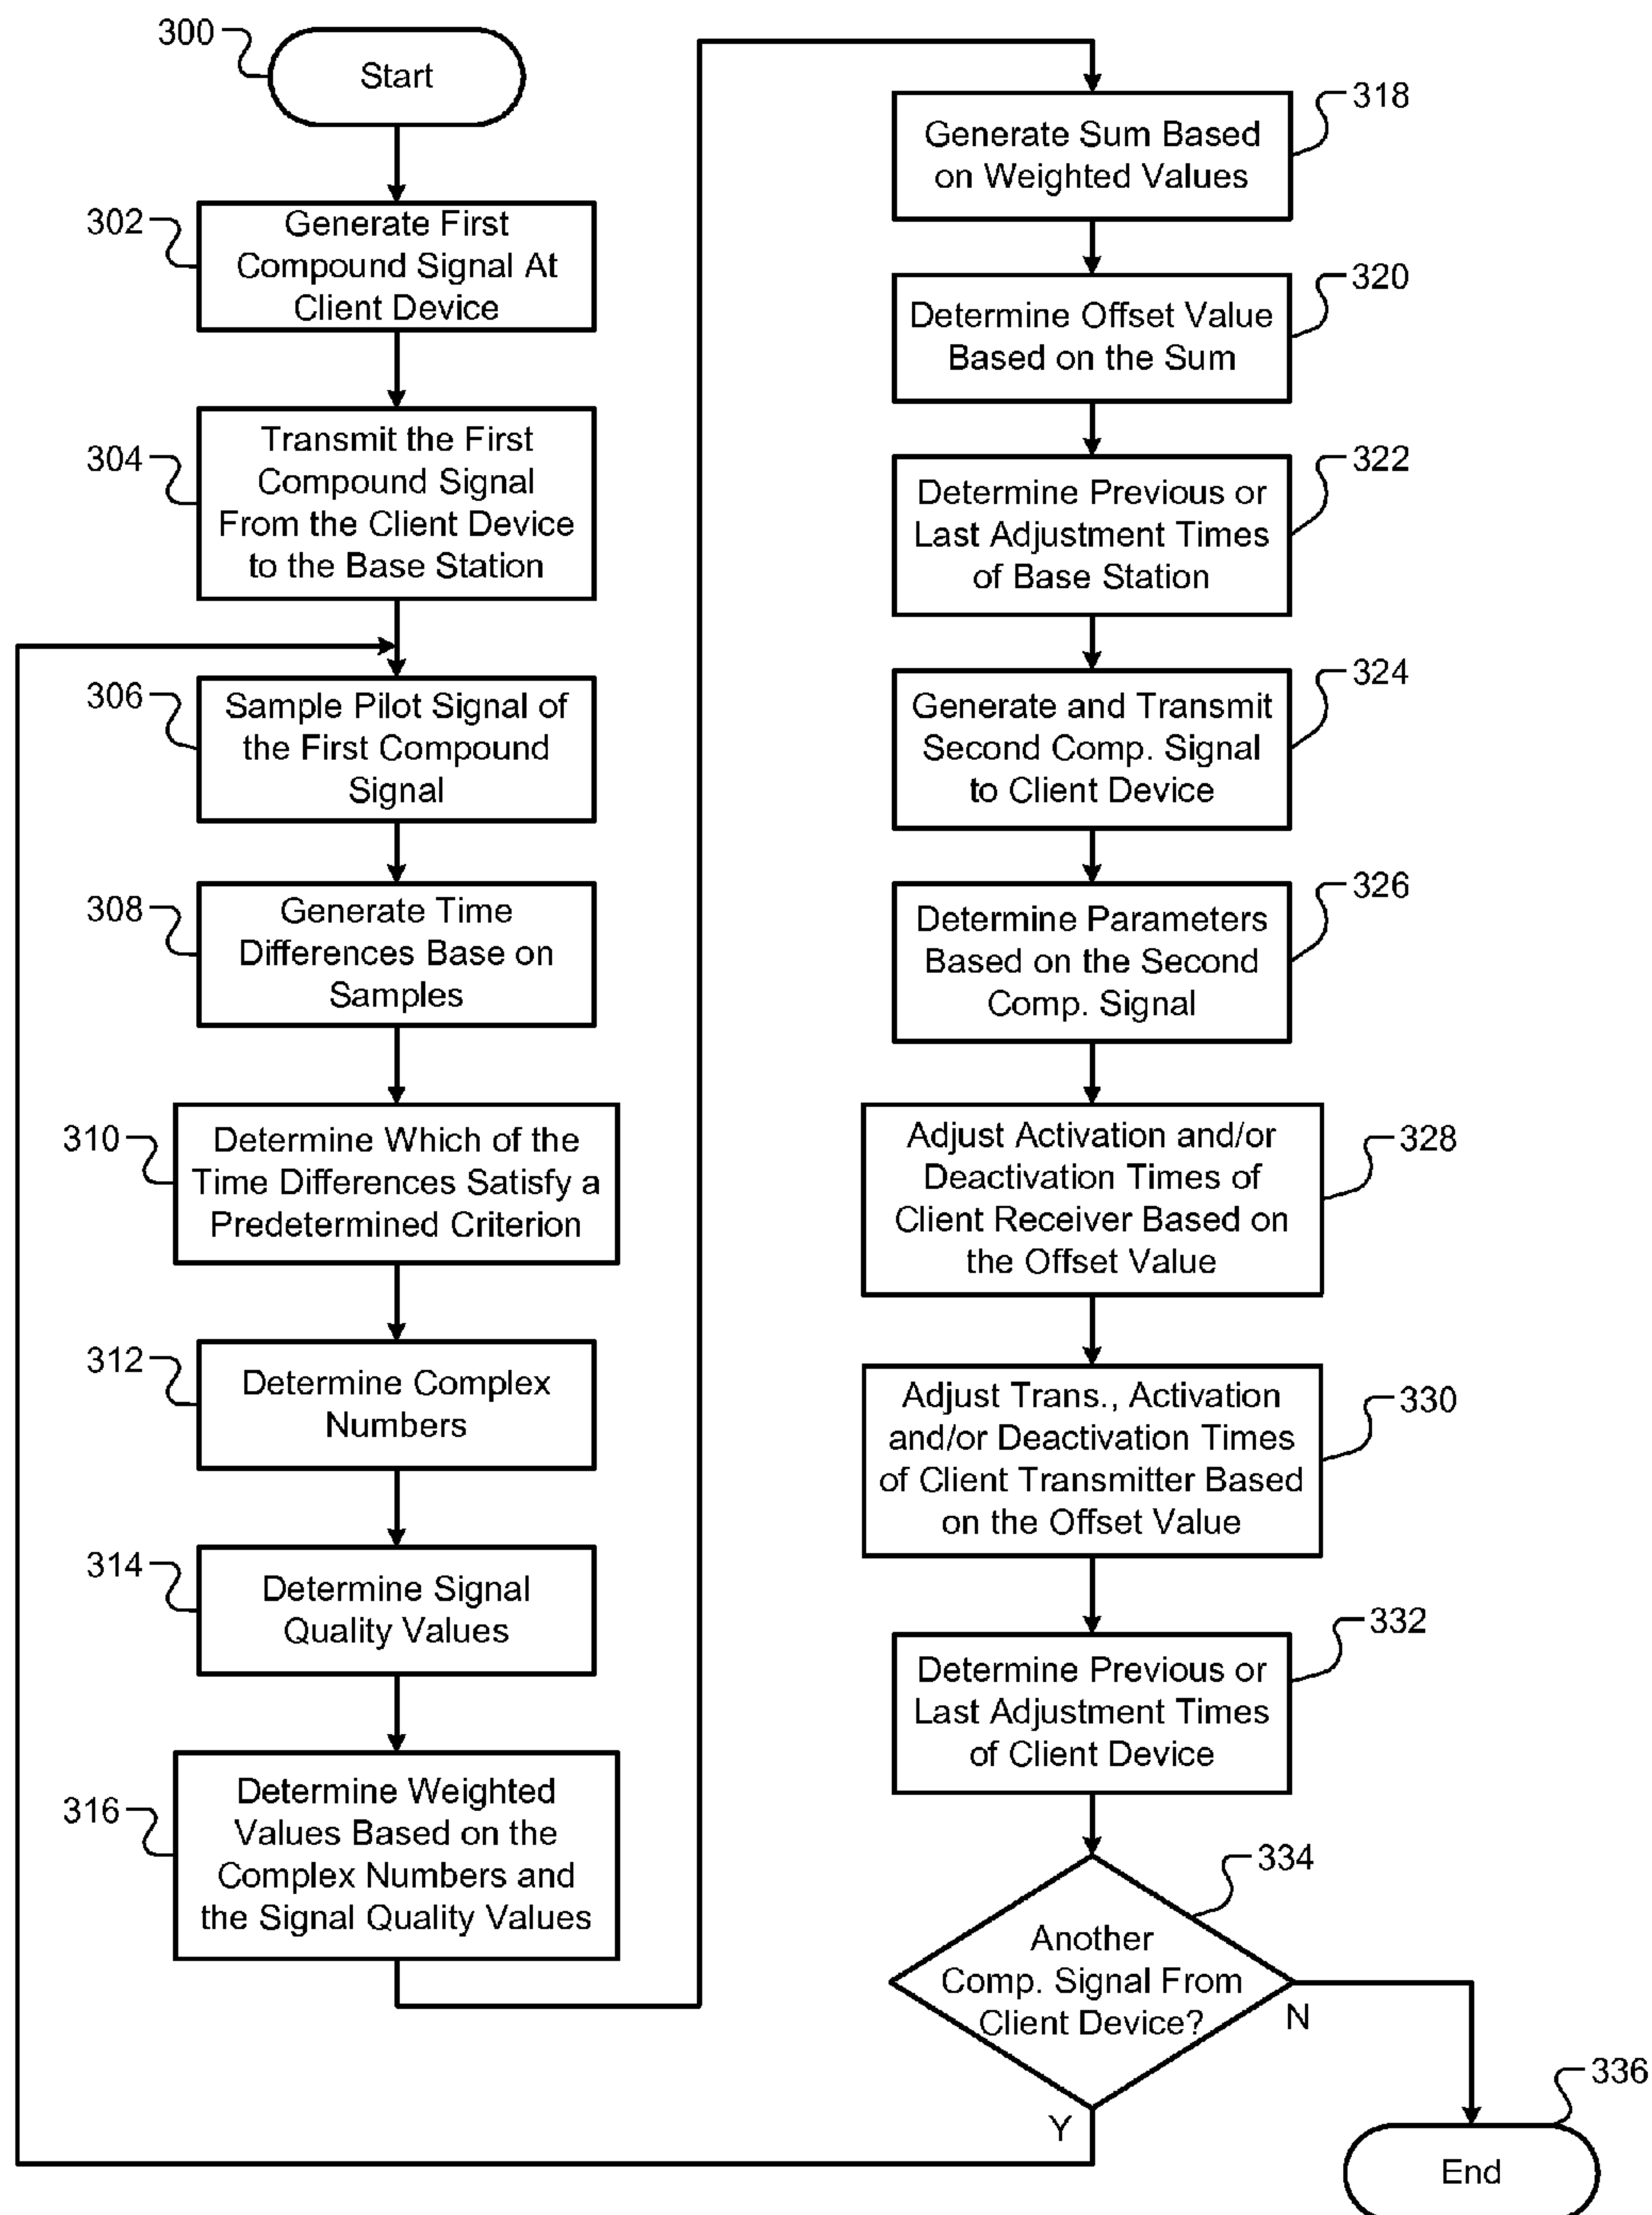 300
Start
302
Generate First
Compound Signal At
Client Device
304
Transmit the First
Compound Signal
From the Client Device
to the Base Station
306
Sample Pilot Signal of
the First Compound
Signal
308
Generate Time
Differences Base on
Samples
310
Determine Which of the
Time Differences Satisfy a
Predetermined Criterion
312
Determine Complex
Numbers
314
Determine Signal
Quality Values
316
Determine Weighted
Values Based on the
Complex Numbers and
the Signal Quality Values
318
Generate Sum Based
on Weighted Values
320
Determine Offset Value
Based on the Sum
322
Determine Previous or
Last Adjustment Times
of Base Station
324
Generate and Transmit
Second Comp. Signal
to Client Device
326
Determine Parameters
Based on the Second
Comp. Signal
328
Adjust Activation and/or
Deactivation Times of
Client Receiver Based on
the Offset Value
330
Adjust Trans., Activation
and/or Deactivation Times
of Client Transmitter Based
on the Offset Value
332
Determine Previous or
Last Adjustment Times
of Client Device
334
Another
Comp. Signal From
Client Device?
N
Y
336
End